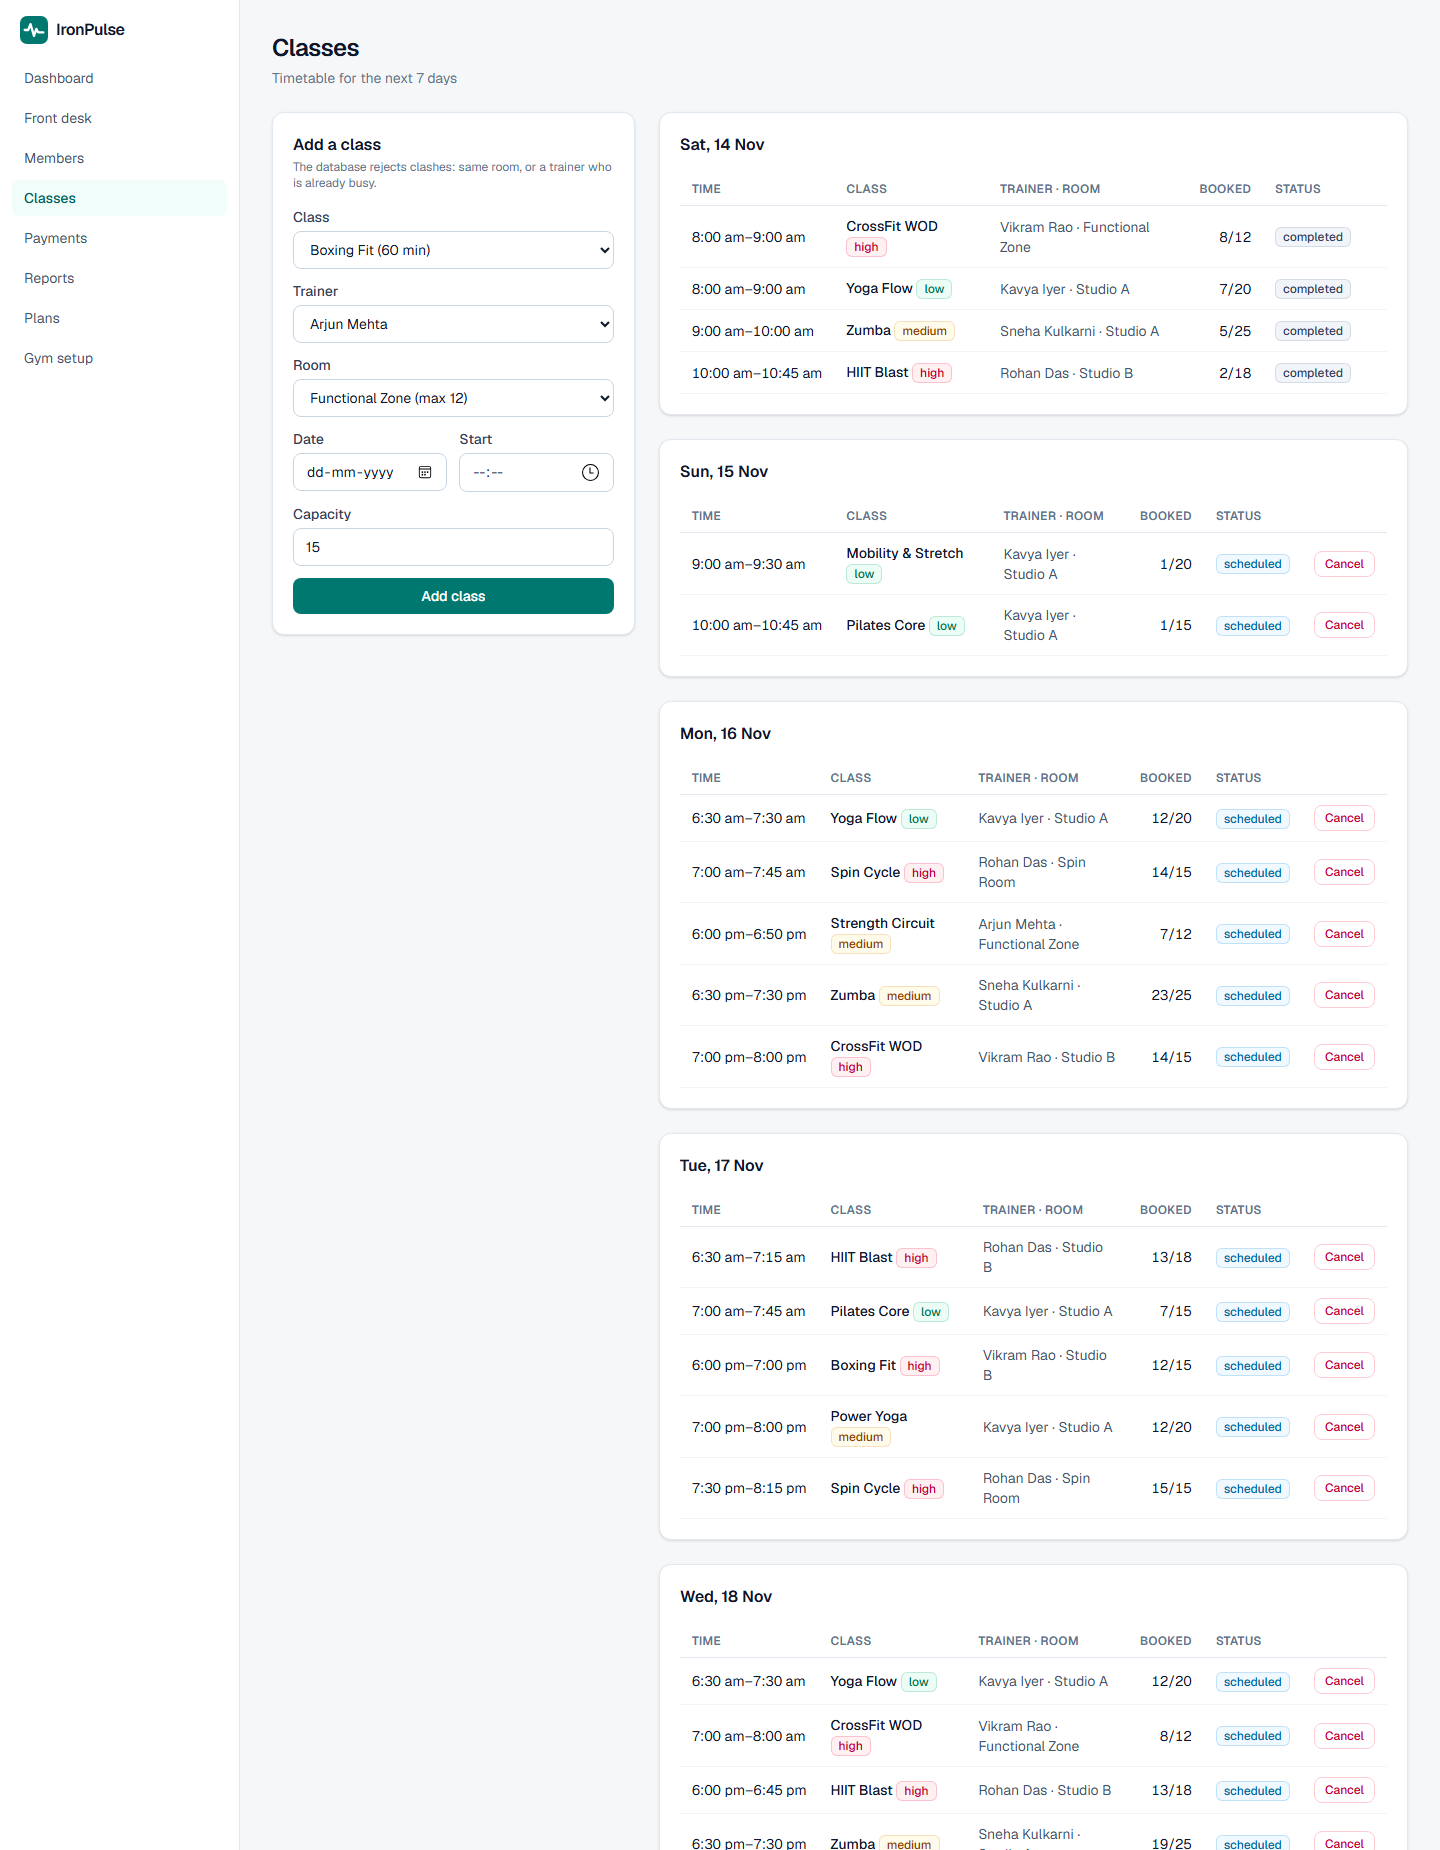 IronPulse
Dashboard
Front desk
Members
Classes
Payments
Reports
Plans
Gym setup
Classes
Timetable for the next 7 days
Add a class
The database rejects clashes: same room, or a trainer who
is already busy.
Class
Boxing Fit (60 min)
Trainer
Arjun Mehta
Room
Functional Zone (max 12)
Date Start
dd-mm-yyyy --:--
Capacity
15
Add class
Sat, 14 Nov
TIME CLASS TRAINER · ROOM BOOKED STATUS
8:00 am–9:00 am CrossFit WOD high Vikram Rao · Functional Zone 8/12 completed
8:00 am–9:00 am Yoga Flow low Kavya Iyer · Studio A 7/20 completed
9:00 am–10:00 am Zumba medium Sneha Kulkarni · Studio A 5/25 completed
10:00 am–10:45 am HIIT Blast high Rohan Das · Studio B 2/18 completed
Sun, 15 Nov
TIME CLASS TRAINER · ROOM BOOKED STATUS
9:00 am–9:30 am Mobility & Stretch low Kavya Iyer · Studio A 1/20 scheduled Cancel
10:00 am–10:45 am Pilates Core low Kavya Iyer · Studio A 1/15 scheduled Cancel
Mon, 16 Nov
TIME CLASS TRAINER · ROOM BOOKED STATUS
6:30 am–7:30 am Yoga Flow low Kavya Iyer · Studio A 12/20 scheduled Cancel
7:00 am–7:45 am Spin Cycle high Rohan Das · Spin Room 14/15 scheduled Cancel
6:00 pm–6:50 pm Strength Circuit medium Arjun Mehta · Functional Zone 7/12 scheduled Cancel
6:30 pm–7:30 pm Zumba medium Sneha Kulkarni · Studio A 23/25 scheduled Cancel
7:00 pm–8:00 pm CrossFit WOD high Vikram Rao · Studio B 14/15 scheduled Cancel
Tue, 17 Nov
TIME CLASS TRAINER · ROOM BOOKED STATUS
6:30 am–7:15 am HIIT Blast high Rohan Das · Studio B 13/18 scheduled Cancel
7:00 am–7:45 am Pilates Core low Kavya Iyer · Studio A 7/15 scheduled Cancel
6:00 pm–7:00 pm Boxing Fit high Vikram Rao · Studio B 12/15 scheduled Cancel
7:00 pm–8:00 pm Power Yoga medium Kavya Iyer · Studio A 12/20 scheduled Cancel
7:30 pm–8:15 pm Spin Cycle high Rohan Das · Spin Room 15/15 scheduled Cancel
Wed, 18 Nov
TIME CLASS TRAINER · ROOM BOOKED STATUS
6:30 am–7:30 am Yoga Flow low Kavya Iyer · Studio A 12/20 scheduled Cancel
7:00 am–8:00 am CrossFit WOD high Vikram Rao · Functional Zone 8/12 scheduled Cancel
6:00 pm–6:45 pm HIIT Blast high Rohan Das · Studio B 13/18 scheduled Cancel
6:30 pm–7:30 pm Zumba medium Sneha Kulkarni · 19/25 scheduled Cancel